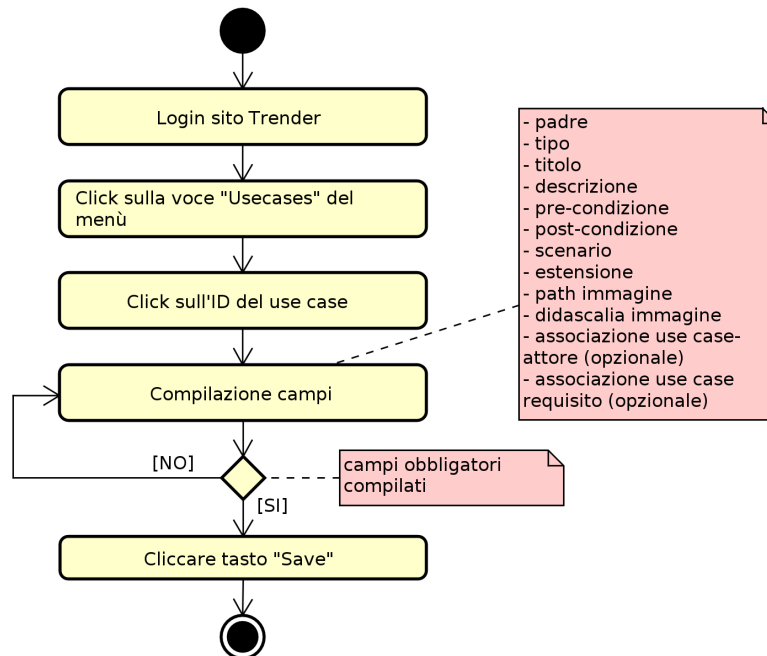 Login sito Trender
Click sulla voce "Usecases" del
menù
Click sull'ID del use case
Compilazione campi
- padre
- tipo
- titolo
- descrizione
- pre-condizione
- post-condizione
- scenario
- estensione
- path immagine
- didascalia immagine
- associazione use case-
attore (opzionale)
- associazione use case
requisito (opzionale)
[NO]
campi obbligatori
compilati
[SI]
Cliccare tasto "Save"